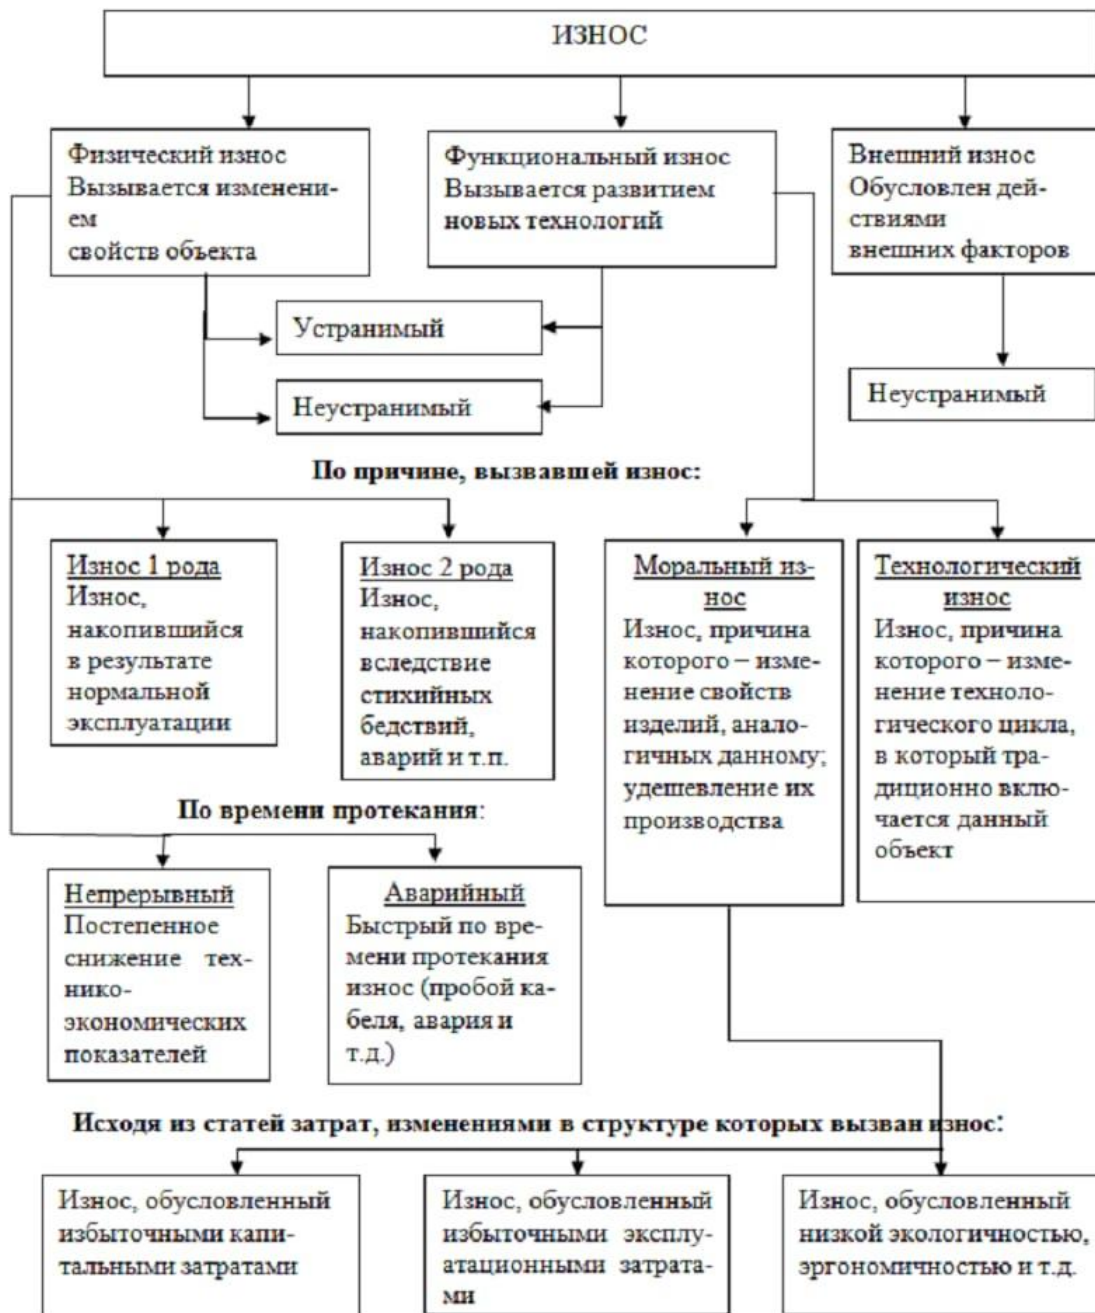 ИЗНОС
Физический износ
Вызывается изменени-
ем
свойств объекта
Функциональный износ
Вызывается развитием
новых технологий
Внешний износ
Обусловлен дей-
ствиями
внешних факторов
Устранимый
Неустранимый
Неустранимый
По причине, вызвавшей износ:
Износ 1 рода
Износ,
накопившийся
в результате
нормальной
эксплуатации
Износ 2 рода
Износ,
накопившийся
вследствие
стихийных
бедствий,
аварий и т.п.
Моральный из-
нос
Износ, причина
которого – изме-
нение свойств
изделий, анало-
гичных данному;
удешевление их
производства
Технологический
износ
Износ, причина
которого – изме-
нение техноло-
гического цикла,
в который тра-
диционно вклю-
чается данный
объект
По времени протекания:
Непрерывный
Постепенное
снижение тех-
нико-
экономических
показателей
Аварийный
Быстрый по вре-
мени протекания
износ (пробой ка-
беля, авария и
т.д.)
Исходя из статей затрат, изменениями в структуре которых вызван износ:
Износ, обусловленный
избыточными капи-
тальными затратами
Износ, обусловленный
избыточными эксплу-
атационными затрата-
ми
Износ, обусловленный
низкой экологичностью,
эргономичностью и т.д.